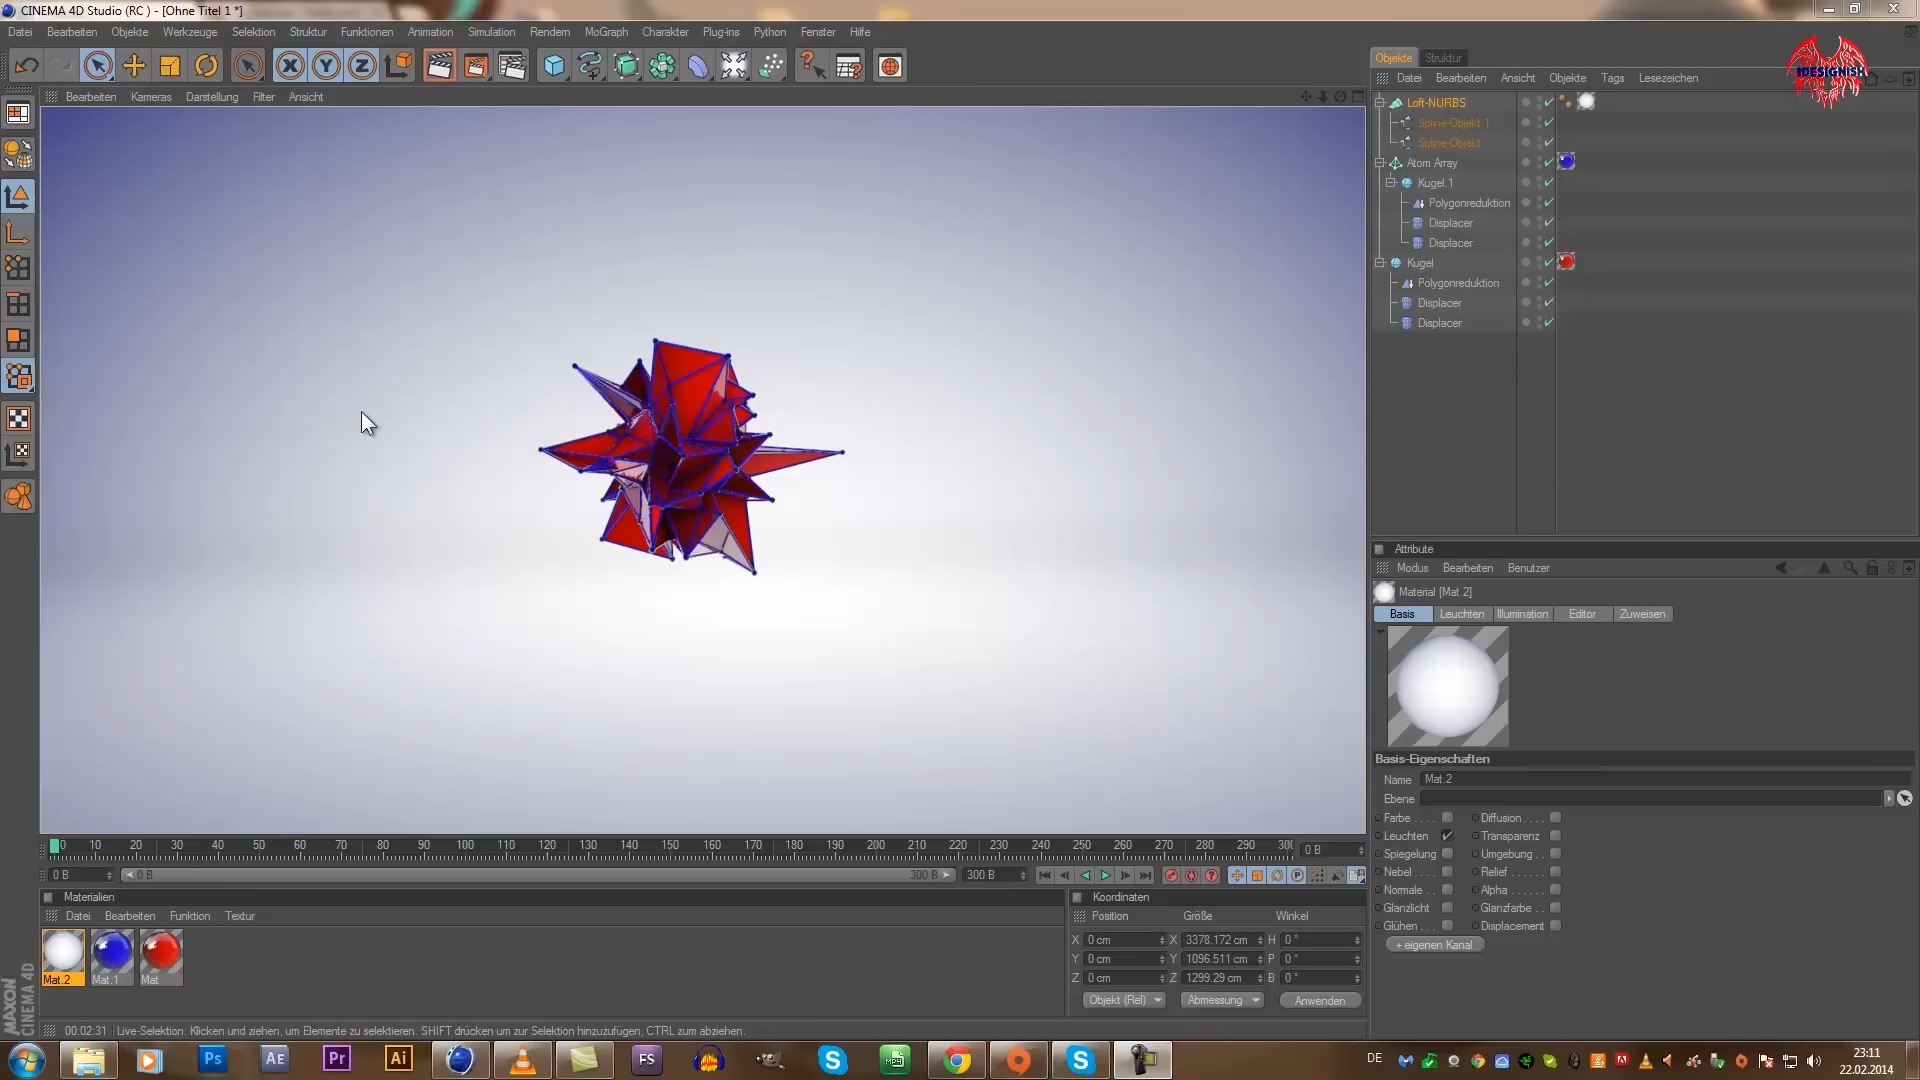 CINEMA 4D Studio (RC ) - [Ohne Titel 1 *]
Datei Bearbeiten Objekte Werkzeuge Selektion Struktur Funktionen Animation Simulation Rendern MoGraph Charakter Plug-ins Python Fenster Hilfe
X Y Z
Bearbeiten Kameras Darstellung Filter Ansicht
Objekte Struktur
IDESIGNISH
Datei Bearbeiten Ansicht Objekte Tags Lesezeichen
Loft-NURBS
Spline-Objekt.1
Spline-Objekt
Atom Array
Kugel.1
Polygonreduktion
Displacer
Displacer
Kugel
Polygonreduktion
Displacer
Displacer
Attribute
Modus Bearbeiten Benutzer
Material [Mat.2]
Basis Leuchten Illumination Editor Zuweisen
Basis-Eigenschaften
Name Mat.2
Ebene
Farbe . . . . Diffusion . . . .
Leuchten Transparenz
Spiegelung Umgebung . .
Nebel . . . . Relief . . . . . .
Normale . . . Alpha . . . . . .
Glanzlicht Glanzfarbe . .
Glühen . . . Displacement
+ eigenen Kanal
0 10 20 30 40 50 60 70 80 90 100 110 120 130 140 150 160 170 180 190 200 210 220 230 240 250 260 270 280 290 30 0 B
0 B 0 B 300 B 300 B
Materialien
Datei Bearbeiten Funktion Textur
Mat.2 Mat.1 Mat
Koordinaten
Position Größe Winkel
X 0 cm X 3378.172 cm H 0 °
Y 0 cm Y 1096.511 cm P 0 °
Z 0 cm Z 1299.29 cm B 0 °
Objekt (Rel) Abmessung Anwenden
MAXON
CINEMA 4D
00:02:31 Live-Selektion: Klicken und ziehen, um Elemente zu selektieren. SHIFT drücken um zur Selektion hinzuzufügen, CTRL zum abziehen.
Ps Ae Pr Ai FS S MP4 S
DE
23:11
22.02.2014